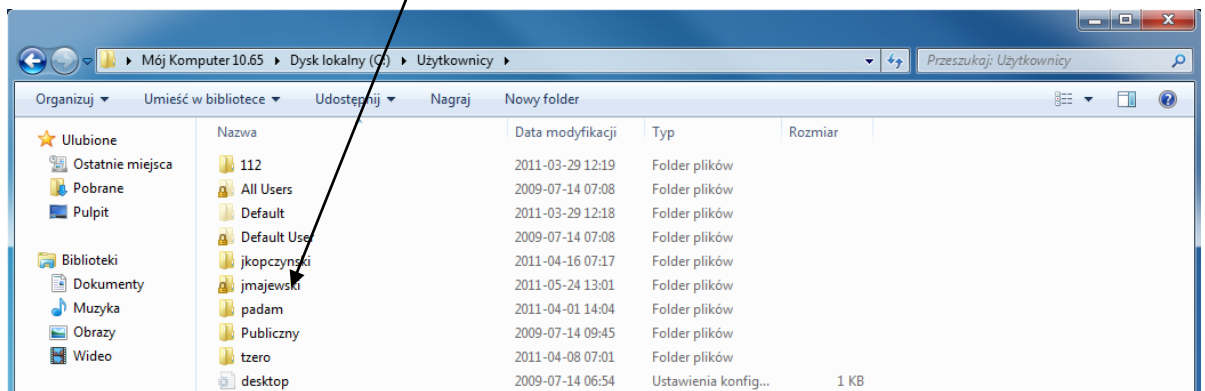 Mój Komputer10.65 Dysk lokalny (C:) Użytkownicy Przeszukaj: Użytkownicy
Organizuj Umieść w bibliotece Udostępnij Nagraj Nowy folder
Ulubione
Ostatnie miejsca
Pobrane
Pulpit
Biblioteki
Dokumenty
Muzyka
Obrazy
Wideo
Nazwa Data modyfikacji Typ Rozmiar
112 2011-03-29 12:19 Folder plików
All Users 2009-07-14 07:08 Folder plików
Default 2011-03-29 12:18 Folder plików
Default User 2009-07-14 07:08 Folder plików
jkopczynski 2011-04-16 07:17 Folder plików
jmajewski 2011-05-24 13:01 Folder plików
padam 2011-04-01 14:04 Folder plików
Publiczny 2009-07-14 09:45 Folder plików
tzero 2011-04-08 07:01 Folder plików
desktop 2009-07-14 06:54 Ustawienia konfig... 1 KB